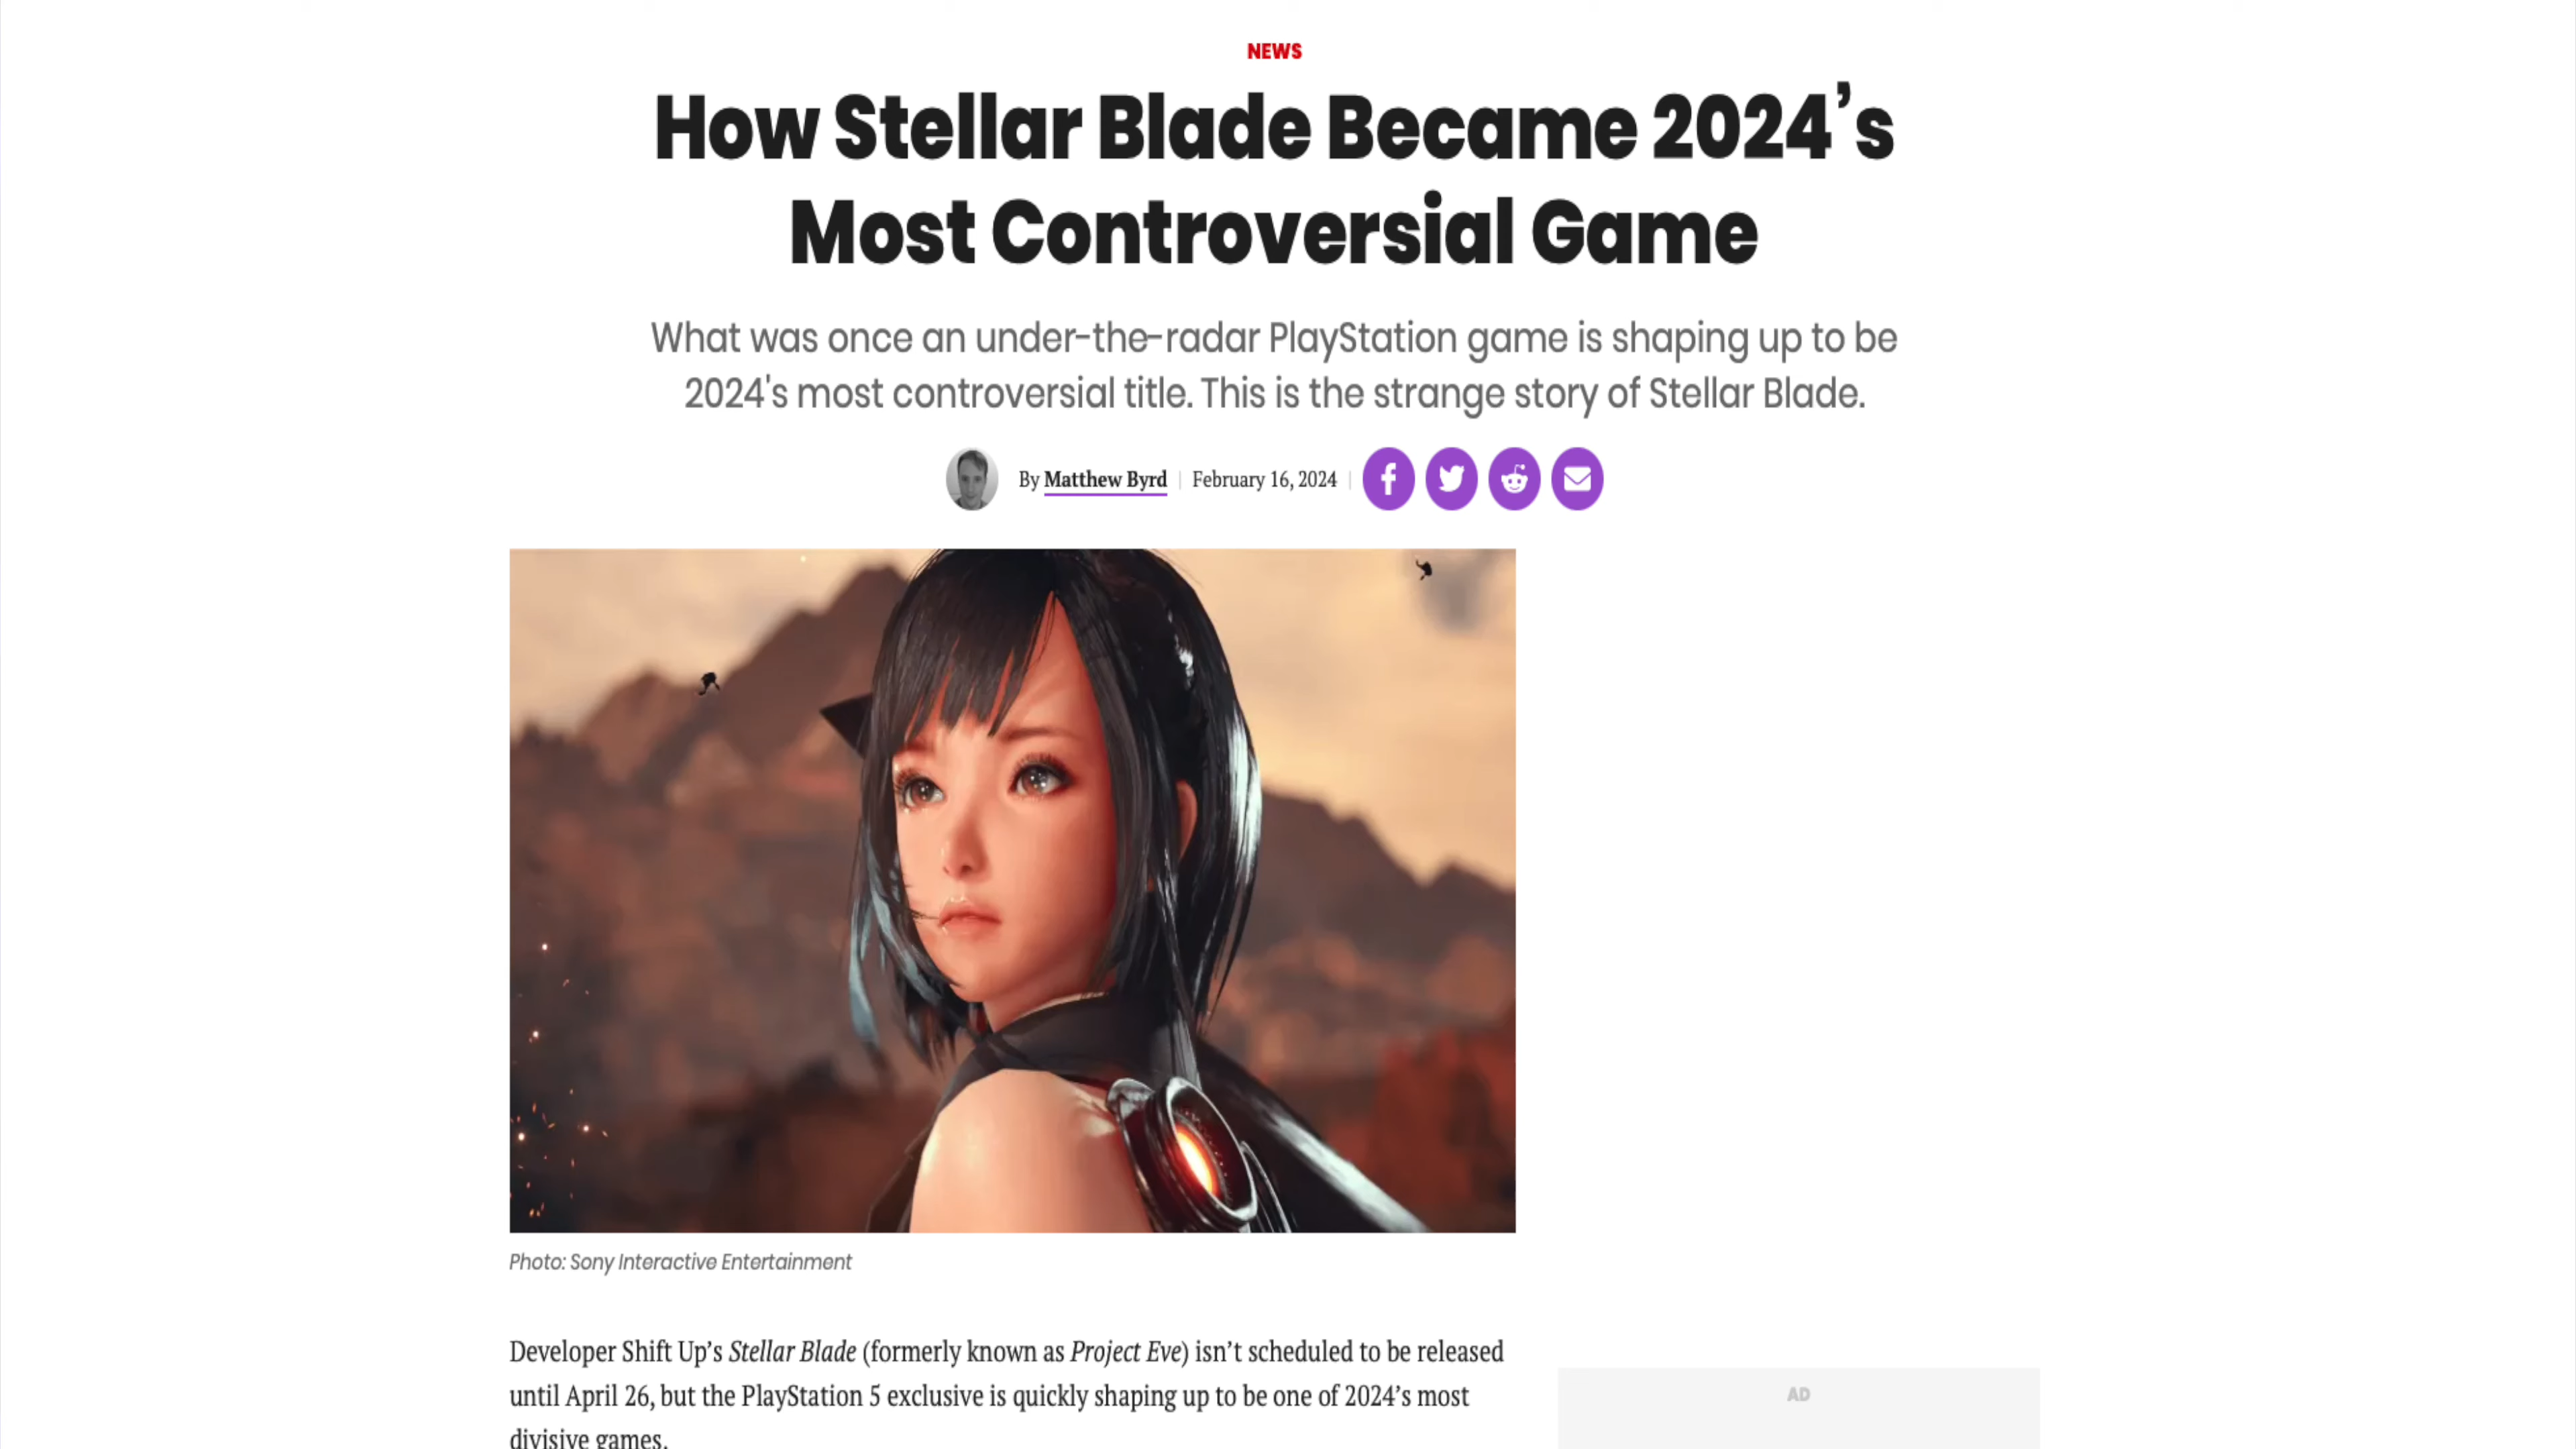 NEWS
How Stellar Blade Became 2024’s
Most Controversial Game
What was once an under-the-radar PlayStation game is shaping up to be
2024's most controversial title. This is the strange story of Stellar Blade.
By Matthew Byrd | February 16, 2024 |
Photo: Sony Interactive Entertainment
Developer Shift Up’s Stellar Blade (formerly known as Project Eve) isn’t scheduled to be released
until April 26, but the PlayStation 5 exclusive is quickly shaping up to be one of 2024’s most
divisive games.
AD